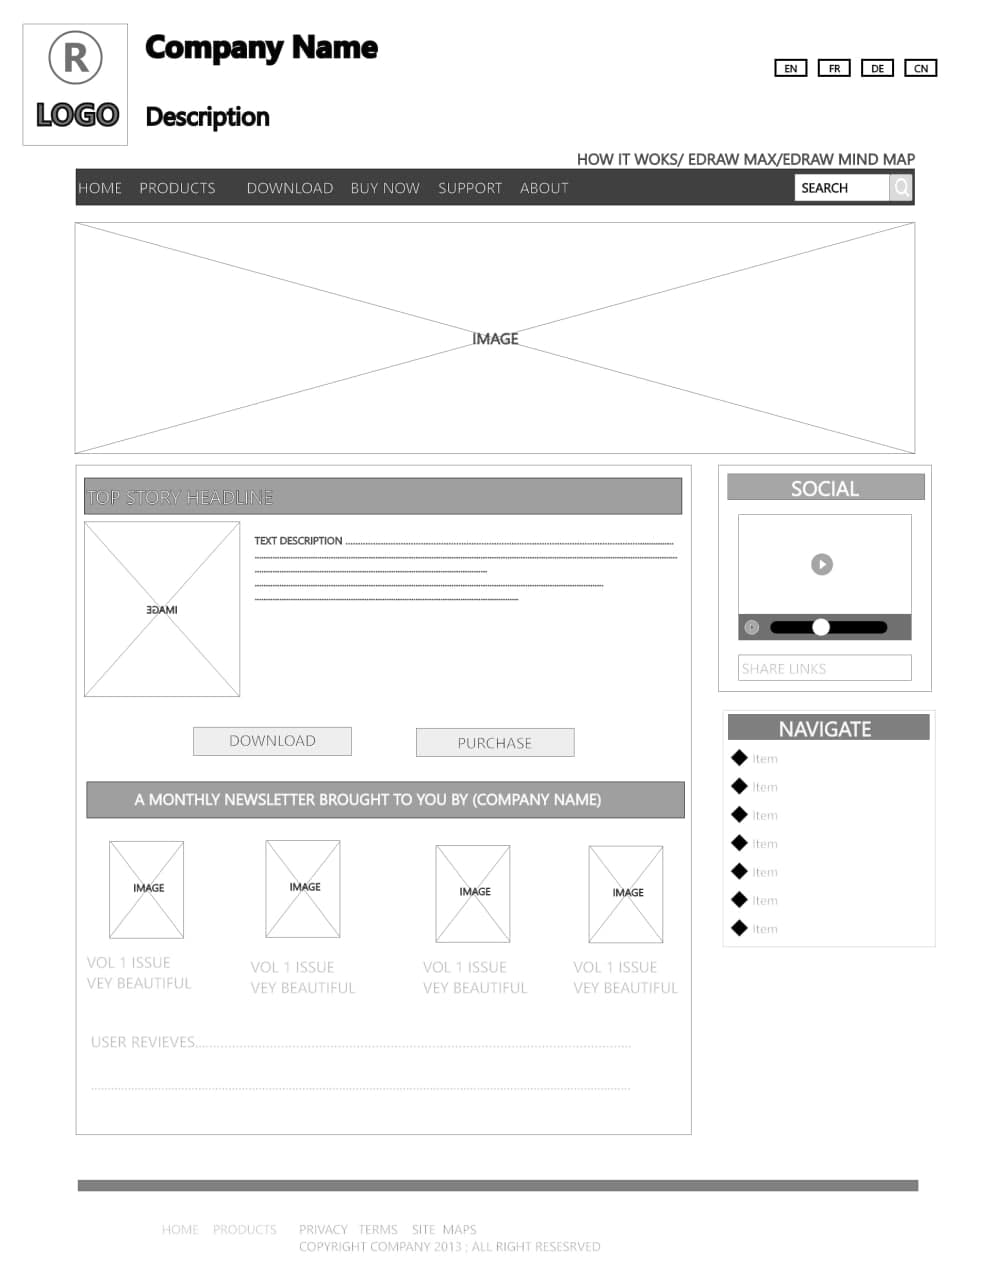 R
LOGO
Company Name
Description
EN FR DE CN
HOW IT WOKS/ EDRAW MAX/EDRAW MIND MAP
HOME PRODUCTS DOWNLOAD BUY NOW SUPPORT ABOUT SEARCH
IMAGE
TOP STORY HEADLINE
TEXT DESCRIPTION
IMAGE
DOWNLOAD PURCHASE
A MONTHLY NEWSLETTER BROUGHT TO YOU BY (COMPANY NAME)
IMAGE IMAGE IMAGE IMAGE
VOL 1 ISSUE VOL 1 ISSUE VOL 1 ISSUE VOL 1 ISSUE
VEY BEAUTIFUL VEY BEAUTIFUL VEY BEAUTIFUL VEY BEAUTIFUL
USER REVIEVES
SOCIAL
SHARE LINKS
NAVIGATE
Item
Item
Item
Item
Item
Item
Item
HOME PRODUCTS PRIVACY TERMS SITE MAPS
COPYRIGHT COMPANY 2013 ; ALL RIGHT RESESRVED